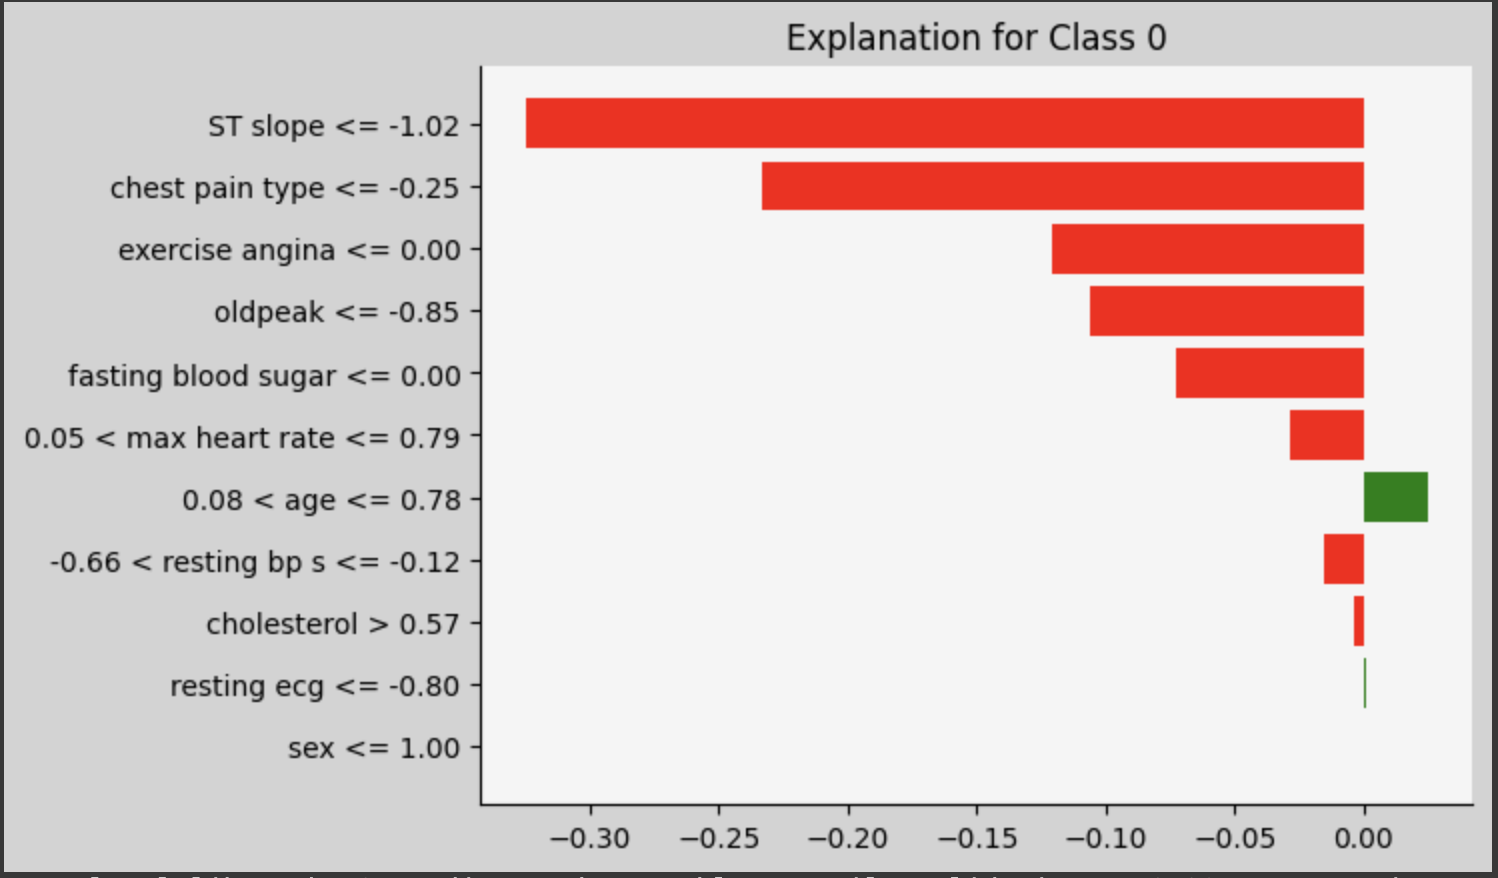 Explanation for Class 0
ST slope <= -1.02
chest pain type <= -0.25
exercise angina <= 0.00
oldpeak <= -0.85
fasting blood sugar <= 0.00
0.05 < max heart rate <= 0.79
0.08 < age <= 0.78
-0.66 < resting bp s <= -0.12
cholesterol > 0.57
resting ecg <= -0.80
sex <= 1.00
−0.30 −0.25 −0.20 −0.15 −0.10 −0.05 0.00